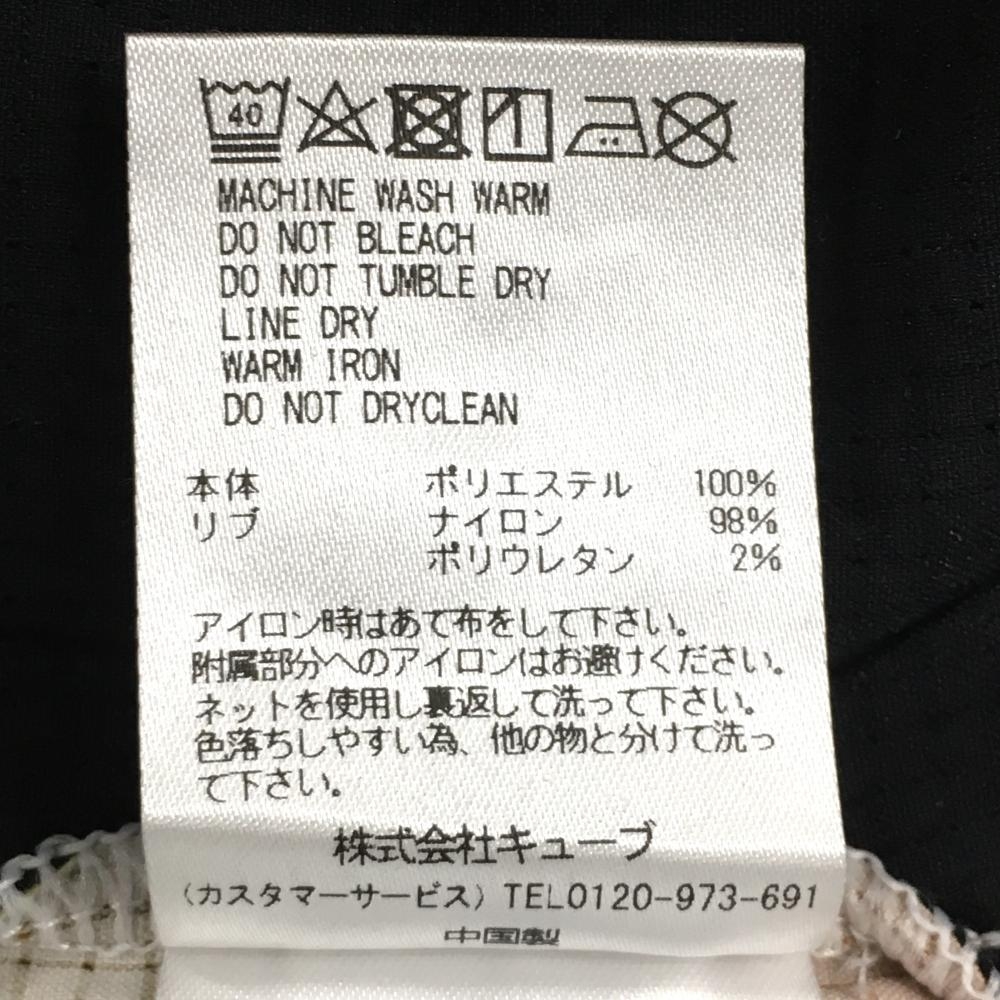 40
MACHINE WASH WARM
DO NOT BLEACH
DO NOT TUMBLE DRY
LINE DRY
WARM IRON
DO NOT DRYCLEAN
本体 ポリエステル 100%
リブ ナイロン 98%
ポリウレタン 2%
アイロン時はあて布をして下さい。
附属部分へのアイロンはお避けください。
ネットを使用し裏返して洗って下さい。
色落ちしやすい為、他の物と分けて洗っ
て下さい。
株式会社キューブ
(カスタマーサービス) TEL0120-973-691
中国製